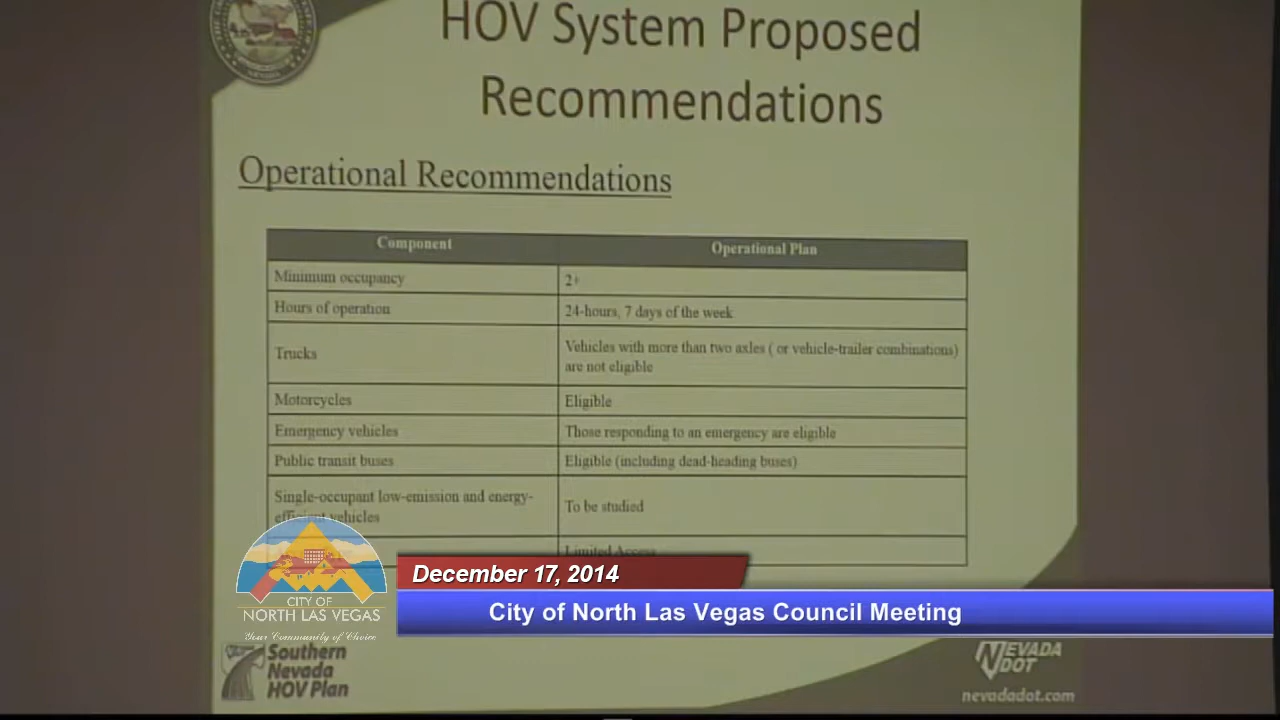 HOV System Proposed
Recommendations
Operational Recommendations
Component
Operational Plan
Minimum occupancy
2+
Hours of operation
24-hours, 7 days of the week
Trucks
Vehicles with more than two axles ( or vehicle-trailer combinations)
are not eligible
Motorcycles
Eligible
Emergency vehicles
Those responding to an emergency are eligible
Public transit buses
Eligible (including dead-heading buses)
Single-occupant low-emission and energy-
efficient vehicles
To be studied
Limited Access
December 17, 2014
City of North Las Vegas Council Meeting
CITY OF
NORTH LAS VEGAS
Your Community of Choice
Southern
Nevada
HOV Plan
NEVADA
DOT
nevadadot.com